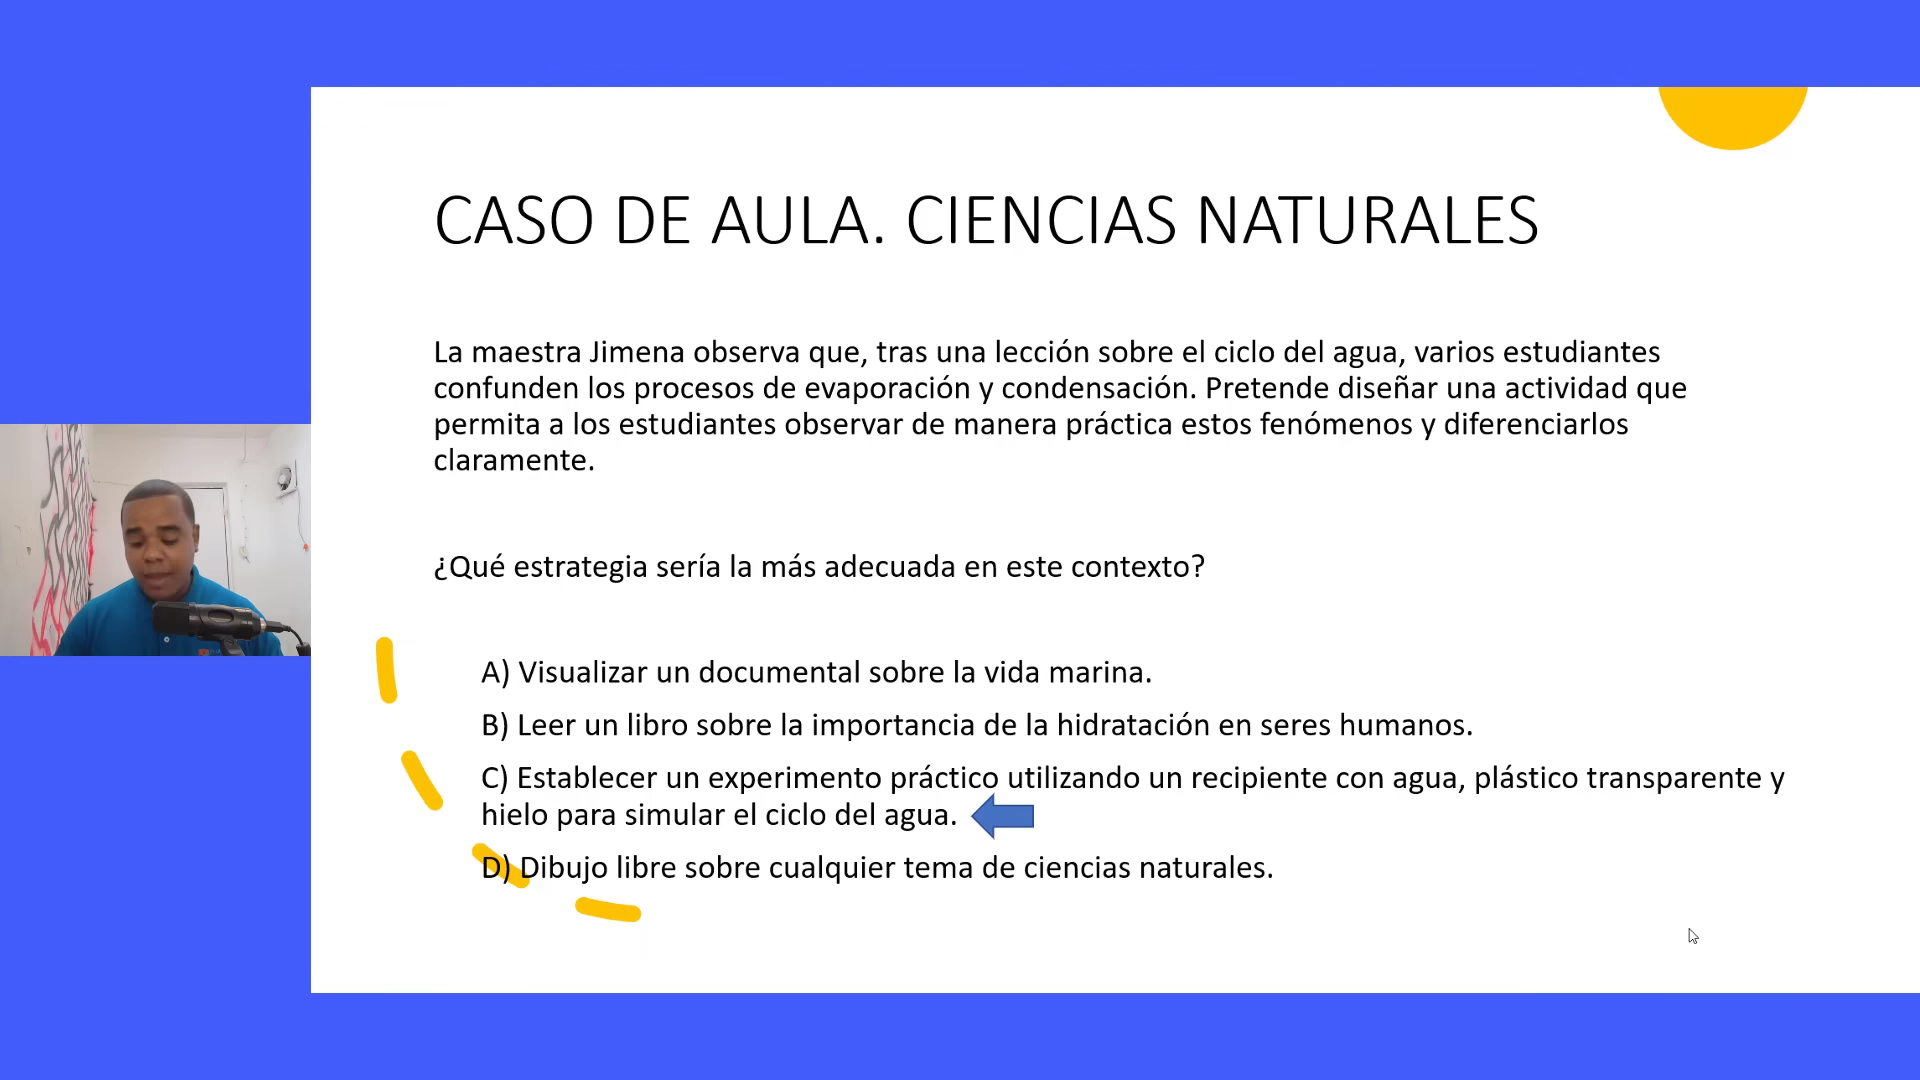 CASO DE AULA. CIENCIAS NATURALES
La maestra Jimena observa que, tras una lección sobre el ciclo del agua, varios estudiantes
confunden los procesos de evaporación y condensación. Pretende diseñar una actividad que
permita a los estudiantes observar de manera práctica estos fenómenos y diferenciarlos
claramente.
¿Qué estrategia sería la más adecuada en este contexto?
A) Visualizar un documental sobre la vida marina.
B) Leer un libro sobre la importancia de la hidratación en seres humanos.
C) Establecer un experimento práctico utilizando un recipiente con agua, plástico transparente y
hielo para simular el ciclo del agua.
D) Dibujo libre sobre cualquier tema de ciencias naturales.